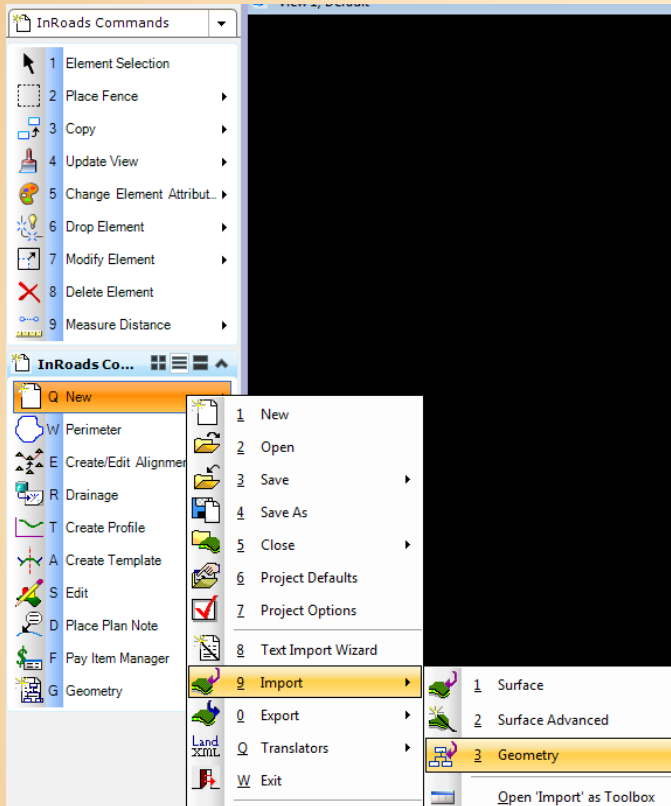 View 1, Default
InRoads Commands
1 Element Selection
2 Place Fence
3 Copy
4 Update View
5 Change Element Attribut...
6 Drop Element
7 Modify Element
8 Delete Element
9 Measure Distance
InRoads Co...
Q New
W Perimeter
E Create/Edit Alignmen
R Drainage
T Create Profile
A Create Template
S Edit
D Place Plan Note
F Pay Item Manager
G Geometry
1 New
2 Open
3 Save
4 Save As
5 Close
6 Project Defaults
7 Project Options
8 Text Import Wizard
9 Import
0 Export
Land XML Q Translators
W Exit
1 Surface
2 Surface Advanced
3 Geometry
Open 'Import' as Toolbox